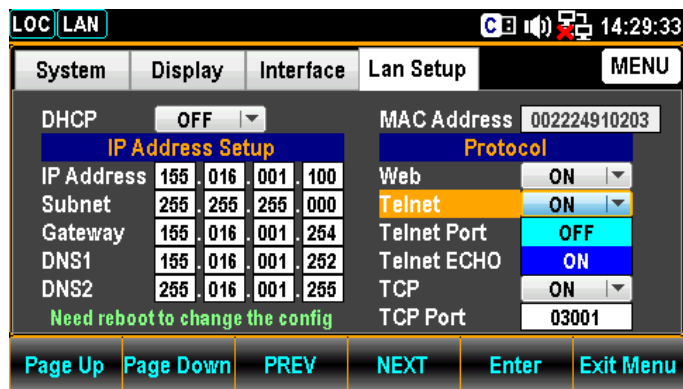 LOC LAN C 14:29:33
System Display Interface Lan Setup MENU
DHCP OFF
IP Address Setup
IP Address 155 . 016 . 001 . 100
Subnet 255 . 255 . 255 . 000
Gateway 155 . 016 . 001 . 254
DNS1 155 . 016 . 001 . 252
DNS2 255 . 016 . 001 . 255
Need reboot to change the config
MAC Address 002224910203
Protocol
Web ON
Telnet ON
Telnet Port OFF
Telnet ECHO ON
TCP ON
TCP Port 03001
Page Up Page Down PREV NEXT Enter Exit Menu